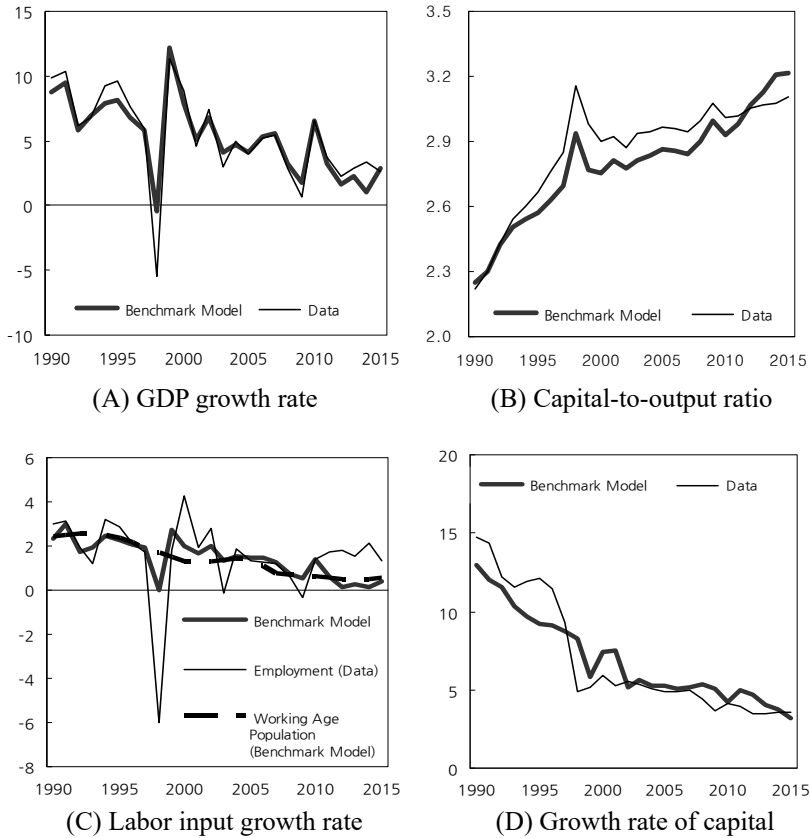 15
10
5
0
-5
-10
Benchmark Model
Data
1990 1995 2000 2005 2010 2015
(A) GDP growth rate
3.5
3.2
2.9
2.6
2.3
2.0
Benchmark Model
Data
1990 1995 2000 2005 2010 2015
(B) Capital-to-output ratio
6
4
2
0
-2
-4
-6
-8
Benchmark Model
Employment (Data)
Working Age
Population
(Benchmark Model)
1990 1995 2000 2005 2010 2015
(C) Labor input growth rate
20
15
10
5
0
Benchmark Model
Data
1990 1995 2000 2005 2010 2015
(D) Growth rate of capital